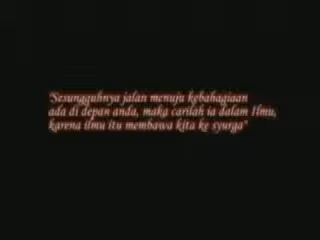 "Sesungguhnya jalan menuju kebahagiaan
ada di depan anda, maka carilah ia dalam Ilmu,
karena ilmu itu membawa kita ke syurga"